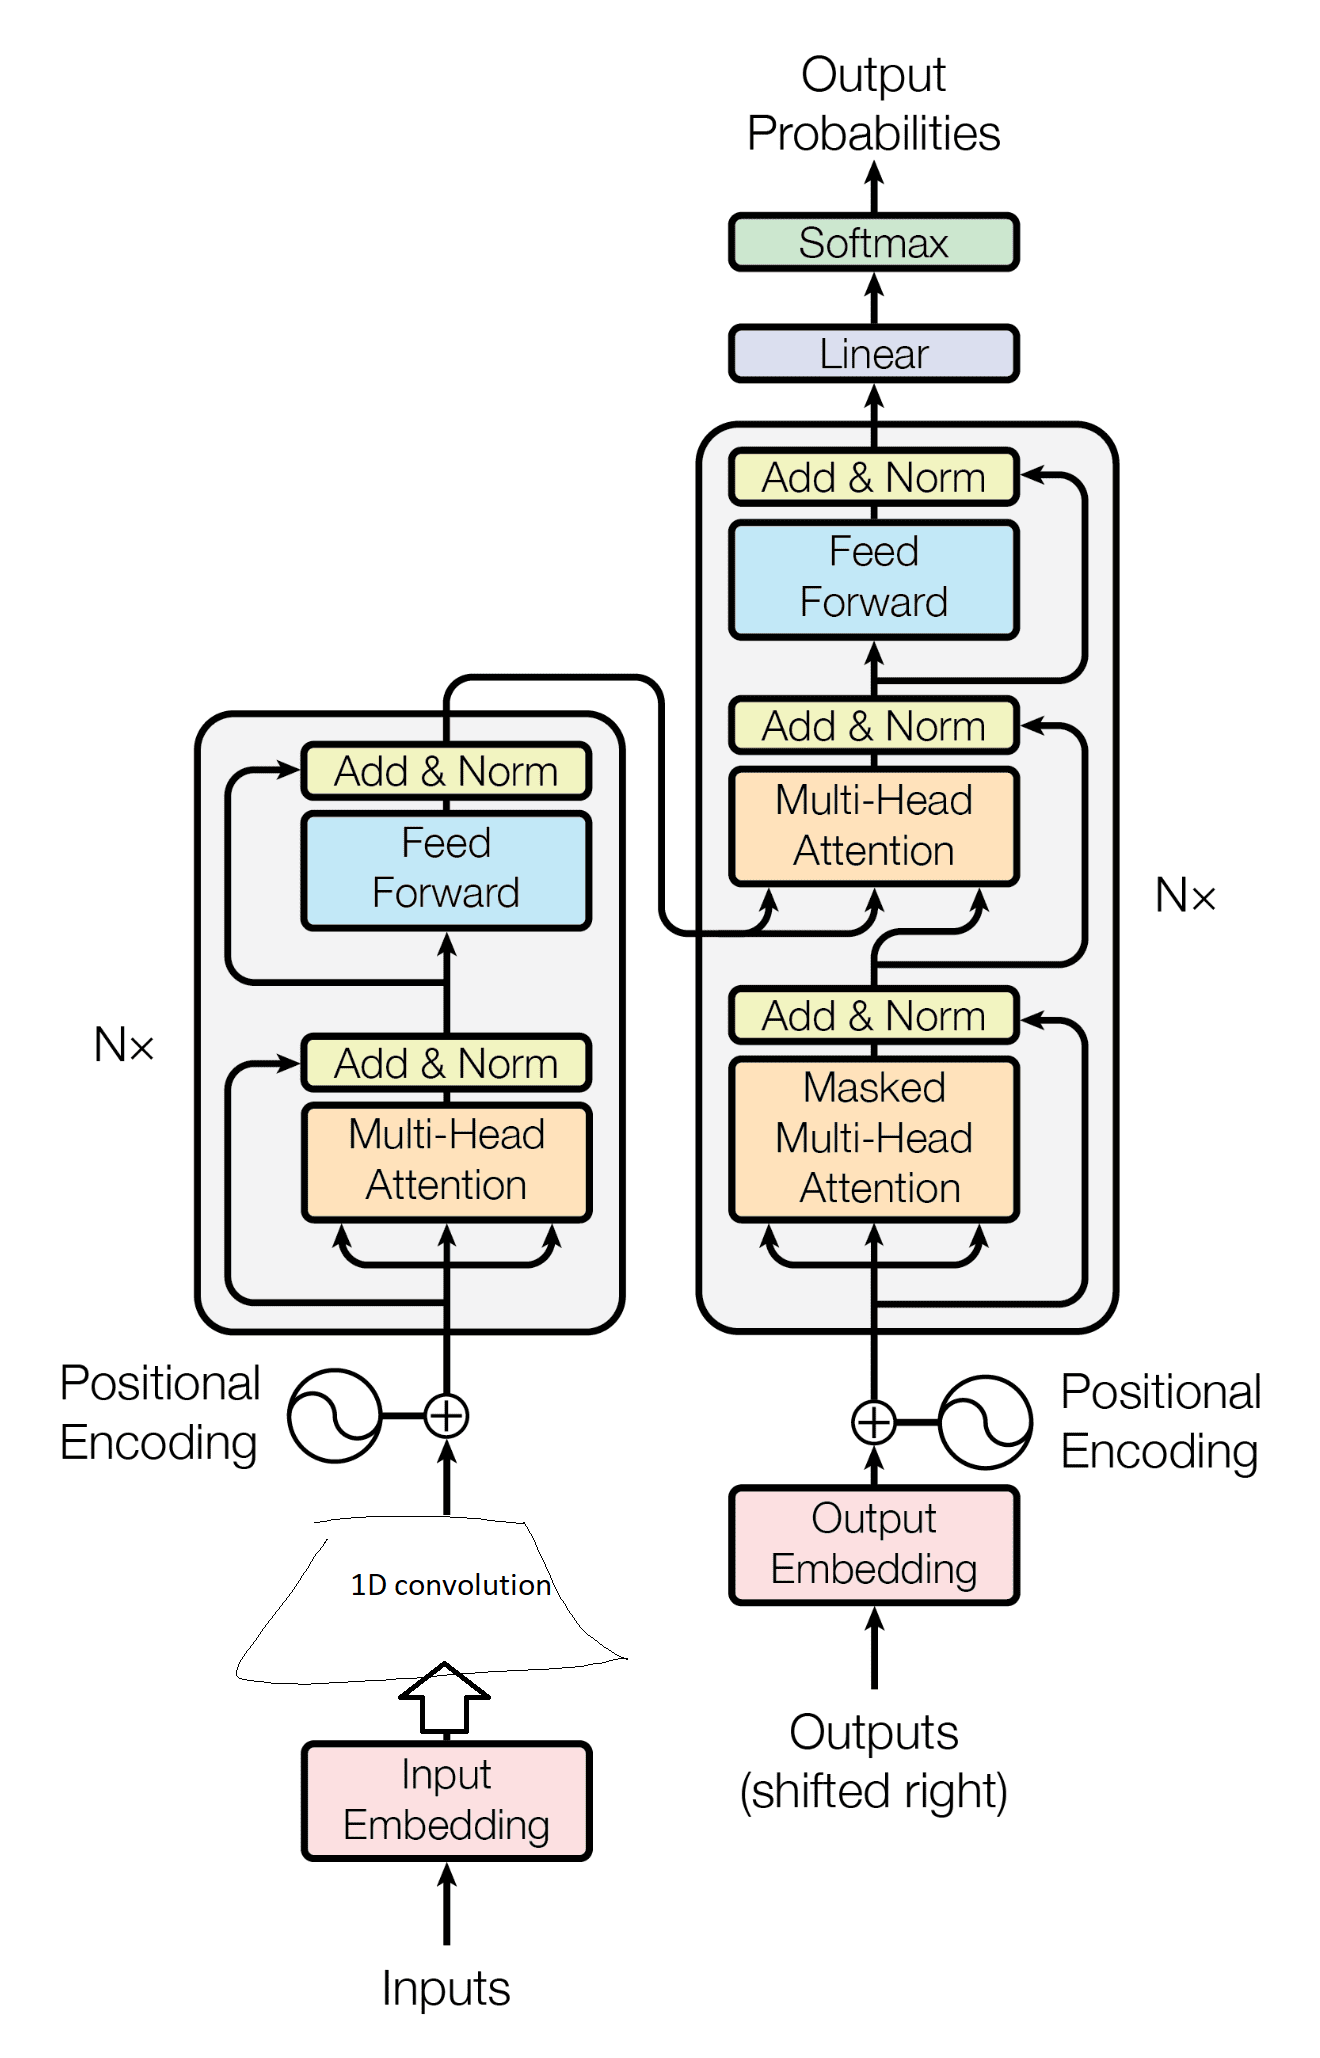 Output
Probabilities
Softmax
Linear
Add & Norm
Feed
Forward
Add & Norm
Multi-Head
Attention
N×
Add & Norm
Masked
Multi-Head
Attention
Positional
Encoding
Output
Embedding
Outputs
(shifted right)
Add & Norm
Feed
Forward
N×
Add & Norm
Multi-Head
Attention
Positional
Encoding
1D convolution
Input
Embedding
Inputs